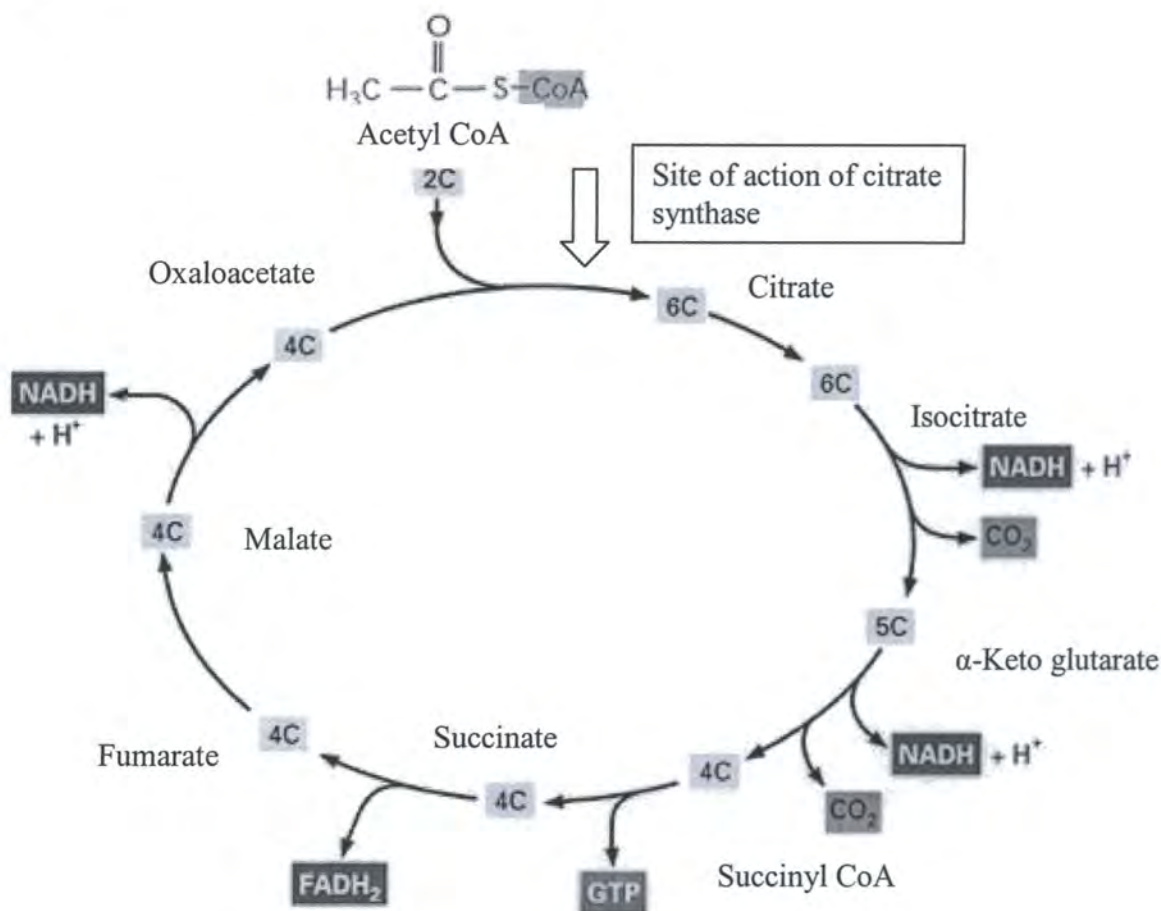 O
H₃C — C — S - CoA
Acetyl CoA
2C
Site of action of citrate
synthase
Oxaloacetate
Citrate
6C
4C
6C
NADH
+ H⁺
Isocitrate
NADH + H⁺
4C
Malate
CO₂
5C
α-Keto glutarate
4C
Succinate
Fumarate
NADH + H⁺
4C
4C
CO₂
FADH₂
GTP
Succinyl CoA